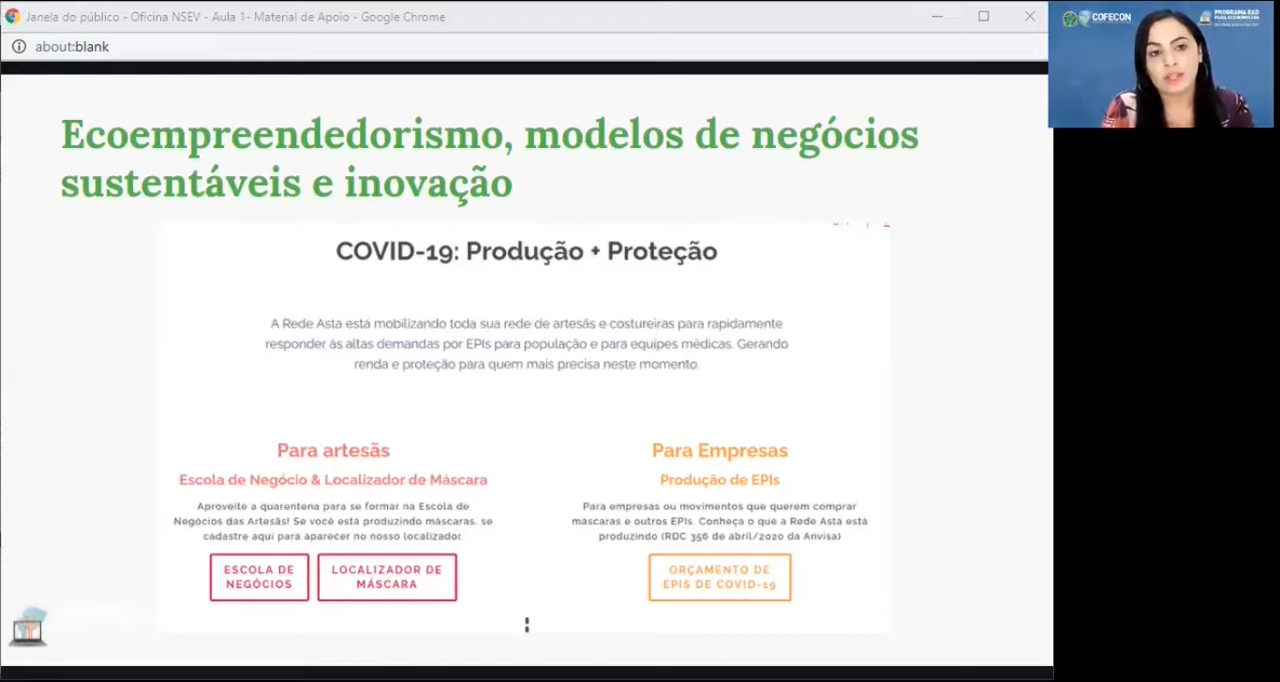 Janela do público - Oficina NSEV - Aula 1- Material de Apoio - Google Chrome
about:blank
COFECON
PROGRAMA EAD
PARA ECONOMISTAS
Ecoempreendedorismo, modelos de negócios
sustentáveis e inovação
COVID-19: Produção + Proteção
A Rede Asta está mobilizando toda sua rede de artesãs e costureiras para rapidamente
responder às altas demandas por EPIs para população e para equipes médicas. Gerando
renda e proteção para quem mais precisa neste momento.
Para artesãs
Escola de Negócio & Localizador de Máscara
Aproveite a quarentena para se formar na Escola de
Negócios das Artesãs! Se você está produzindo máscaras, se
cadastre aqui para aparecer no nosso localizador.
ESCOLA DE
NEGÓCIOS
LOCALIZADOR DE
MÁSCARA
Para Empresas
Produção de EPIs
Para empresas ou movimentos que querem comprar
máscaras e outros EPIs. Conheça o que a Rede Asta está
produzindo (RDC 356 de abril/2020 da Anvisa)
ORÇAMENTO DE
EPIS DE COVID-19